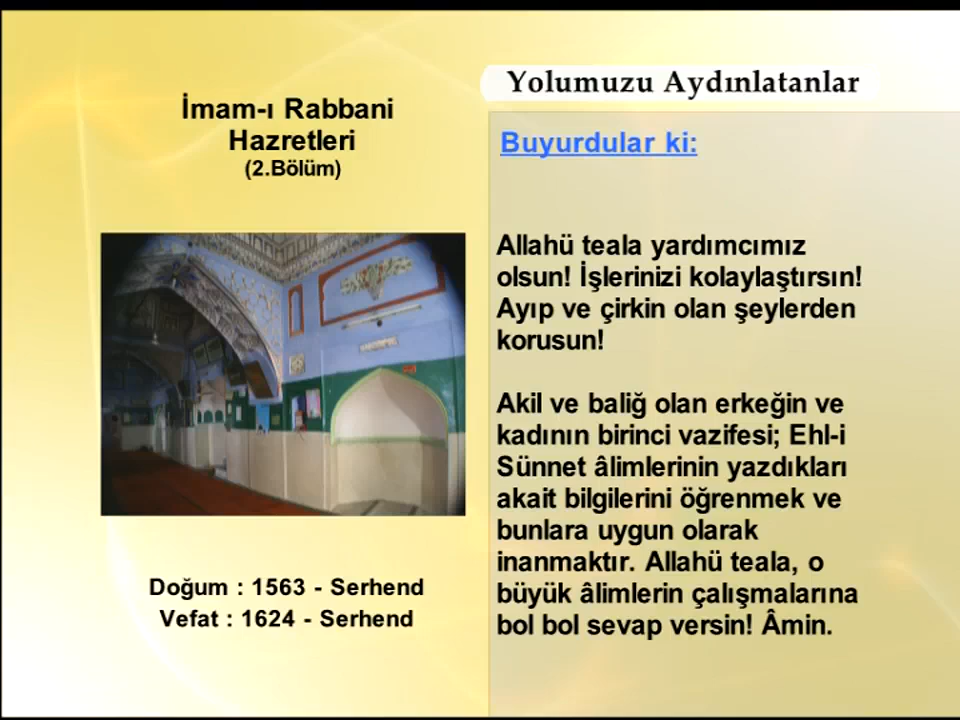 İmam-ı Rabbani
Hazretleri
(2.Bölüm)
Doğum : 1563 - Serhend
Vefat : 1624 - Serhend
Yolumuzu Aydınlatanlar
Buyurdular ki:
Allahü teala yardımcımız
olsun! İşlerinizi kolaylaştırsın!
Ayıp ve çirkin olan şeylerden
korusun!
Akil ve baliğ olan erkeğin ve
kadının birinci vazifesi; Ehl-i
Sünnet âlimlerinin yazdıkları
akait bilgilerini öğrenmek ve
bunlara uygun olarak
inanmaktır. Allahü teala, o
büyük âlimlerin çalışmalarına
bol bol sevap versin! Âmin.